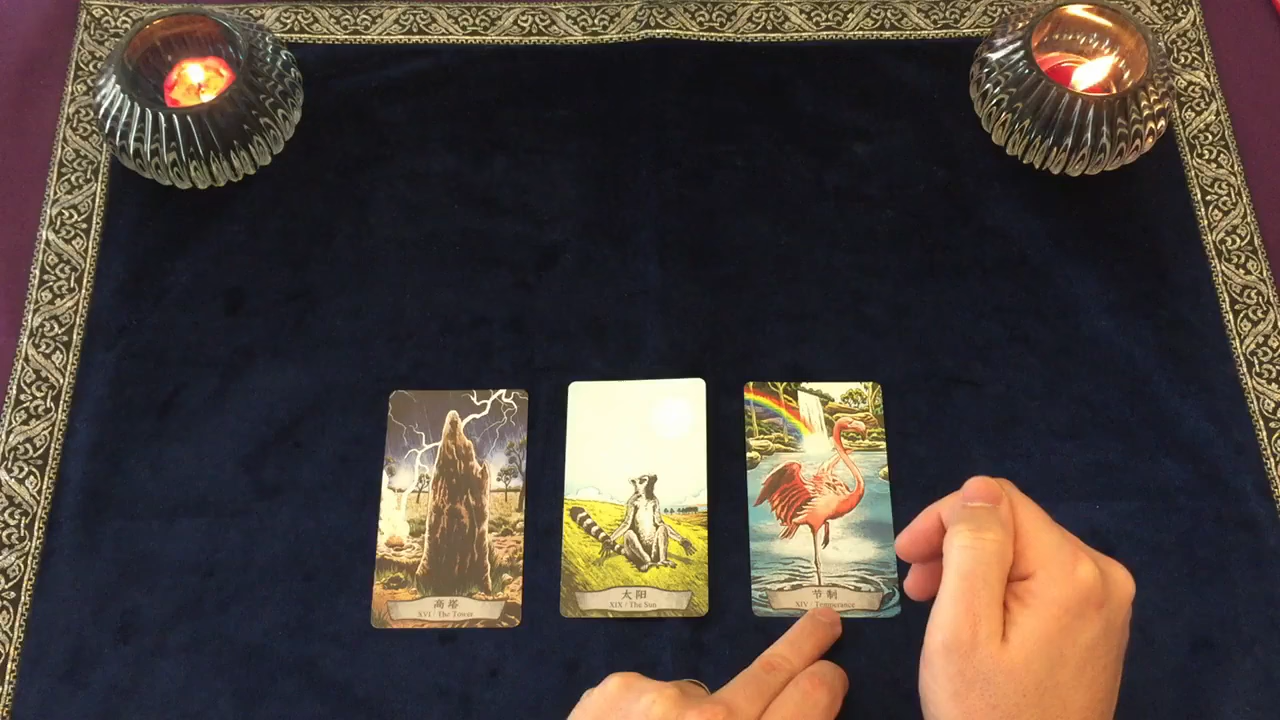 高塔
XVI / The Tower
太阳
XIX / The Sun
节制
XIV / Temperance